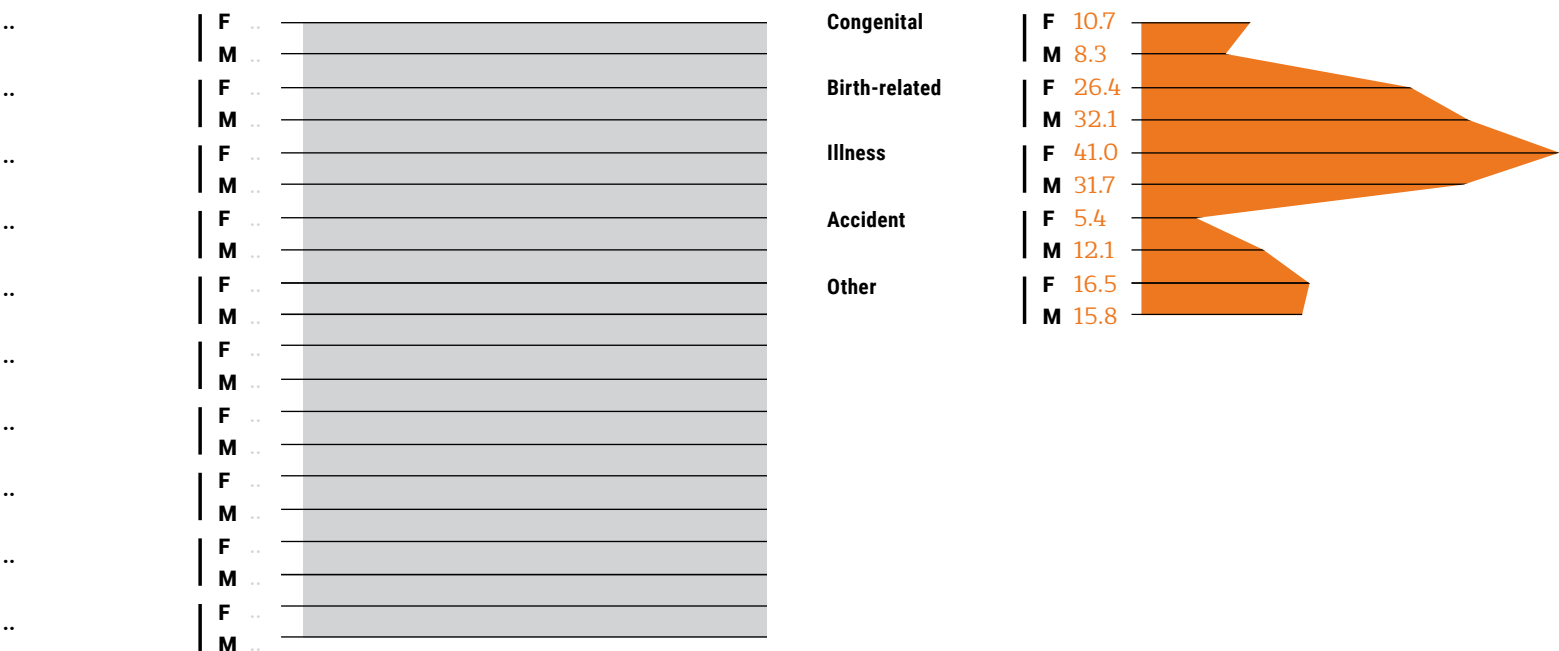 ..
F ..
M ..
..
F ..
M ..
..
F ..
M ..
..
F ..
M ..
..
F ..
M ..
..
F ..
M ..
..
F ..
M ..
..
F ..
M ..
..
F ..
M ..
..
F ..
M ..
Congenital
F 10.7
M 8.3
Birth-related
F 26.4
M 32.1
Illness
F 41.0
M 31.7
Accident
F 5.4
M 12.1
Other
F 16.5
M 15.8